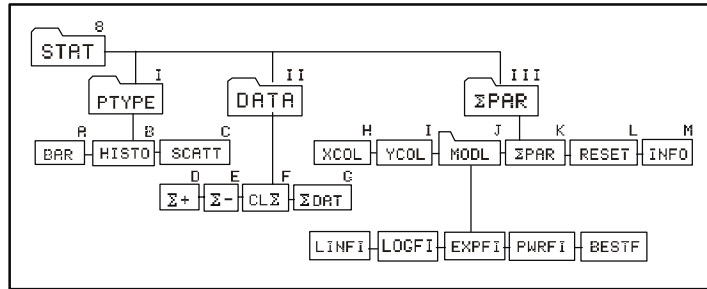 8
STAT
I II III
PTYPE DATA ΣPAR
A B C H I J K L M
BAR HISTO SCATT XCOL YCOL MODL ΣPAR RESET INFO
D E F G
Σ+ Σ- CLΣ ΣDAT
LINFI LOGFI EXPFI PWRFI BESTF